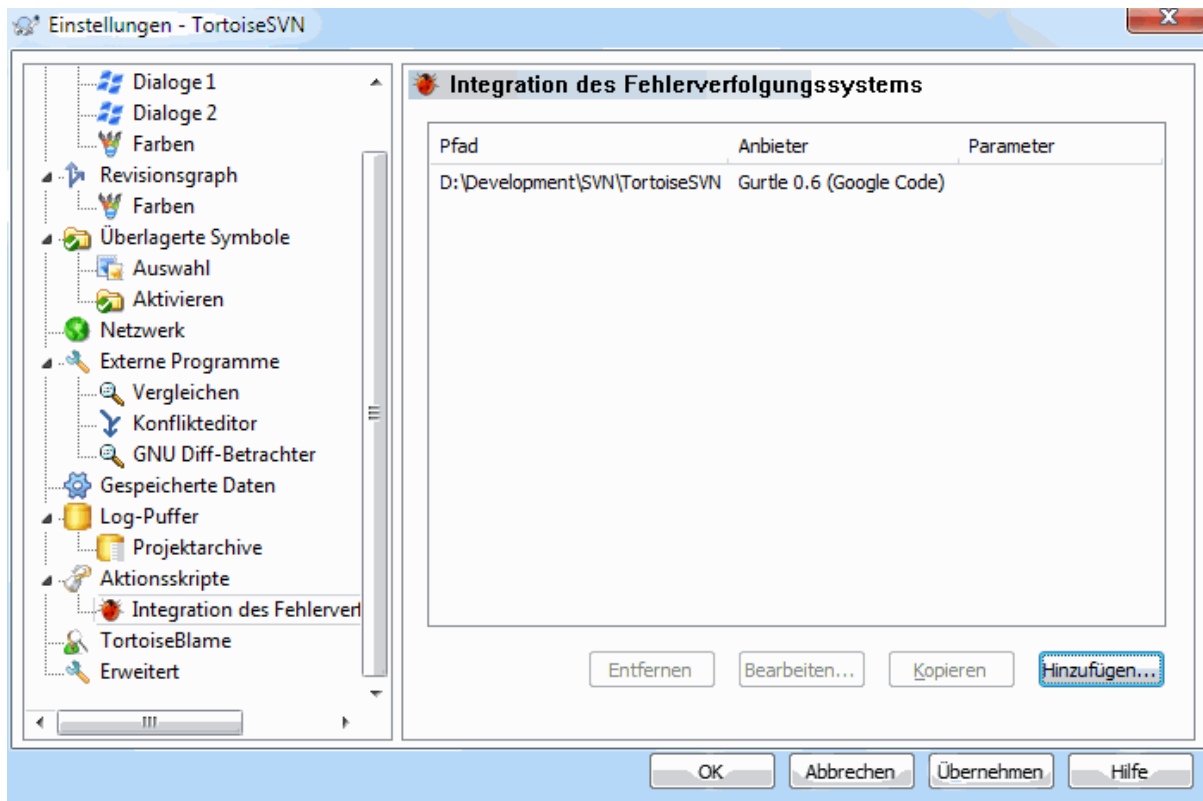 Einstellungen - TortoiseSVN
Dialoge 1
Dialoge 2
Farben
Revisionsgraph
Farben
Überlagerte Symbole
Auswahl
Aktivieren
Netzwerk
Externe Programme
Vergleichen
Konflikteditor
GNU Diff-Betrachter
Gespeicherte Daten
Log-Puffer
Projektarchive
Aktionsskripte
Integration des Fehlerverf
TortoiseBlame
Erweitert
Integration des Fehlerverfolgungssystems
Pfad Anbieter Parameter
D:\Development\SVN\TortoiseSVN Gurtle 0.6 (Google Code)
Entfernen Bearbeiten... Kopieren Hinzufügen...
OK Abbrechen Übernehmen Hilfe